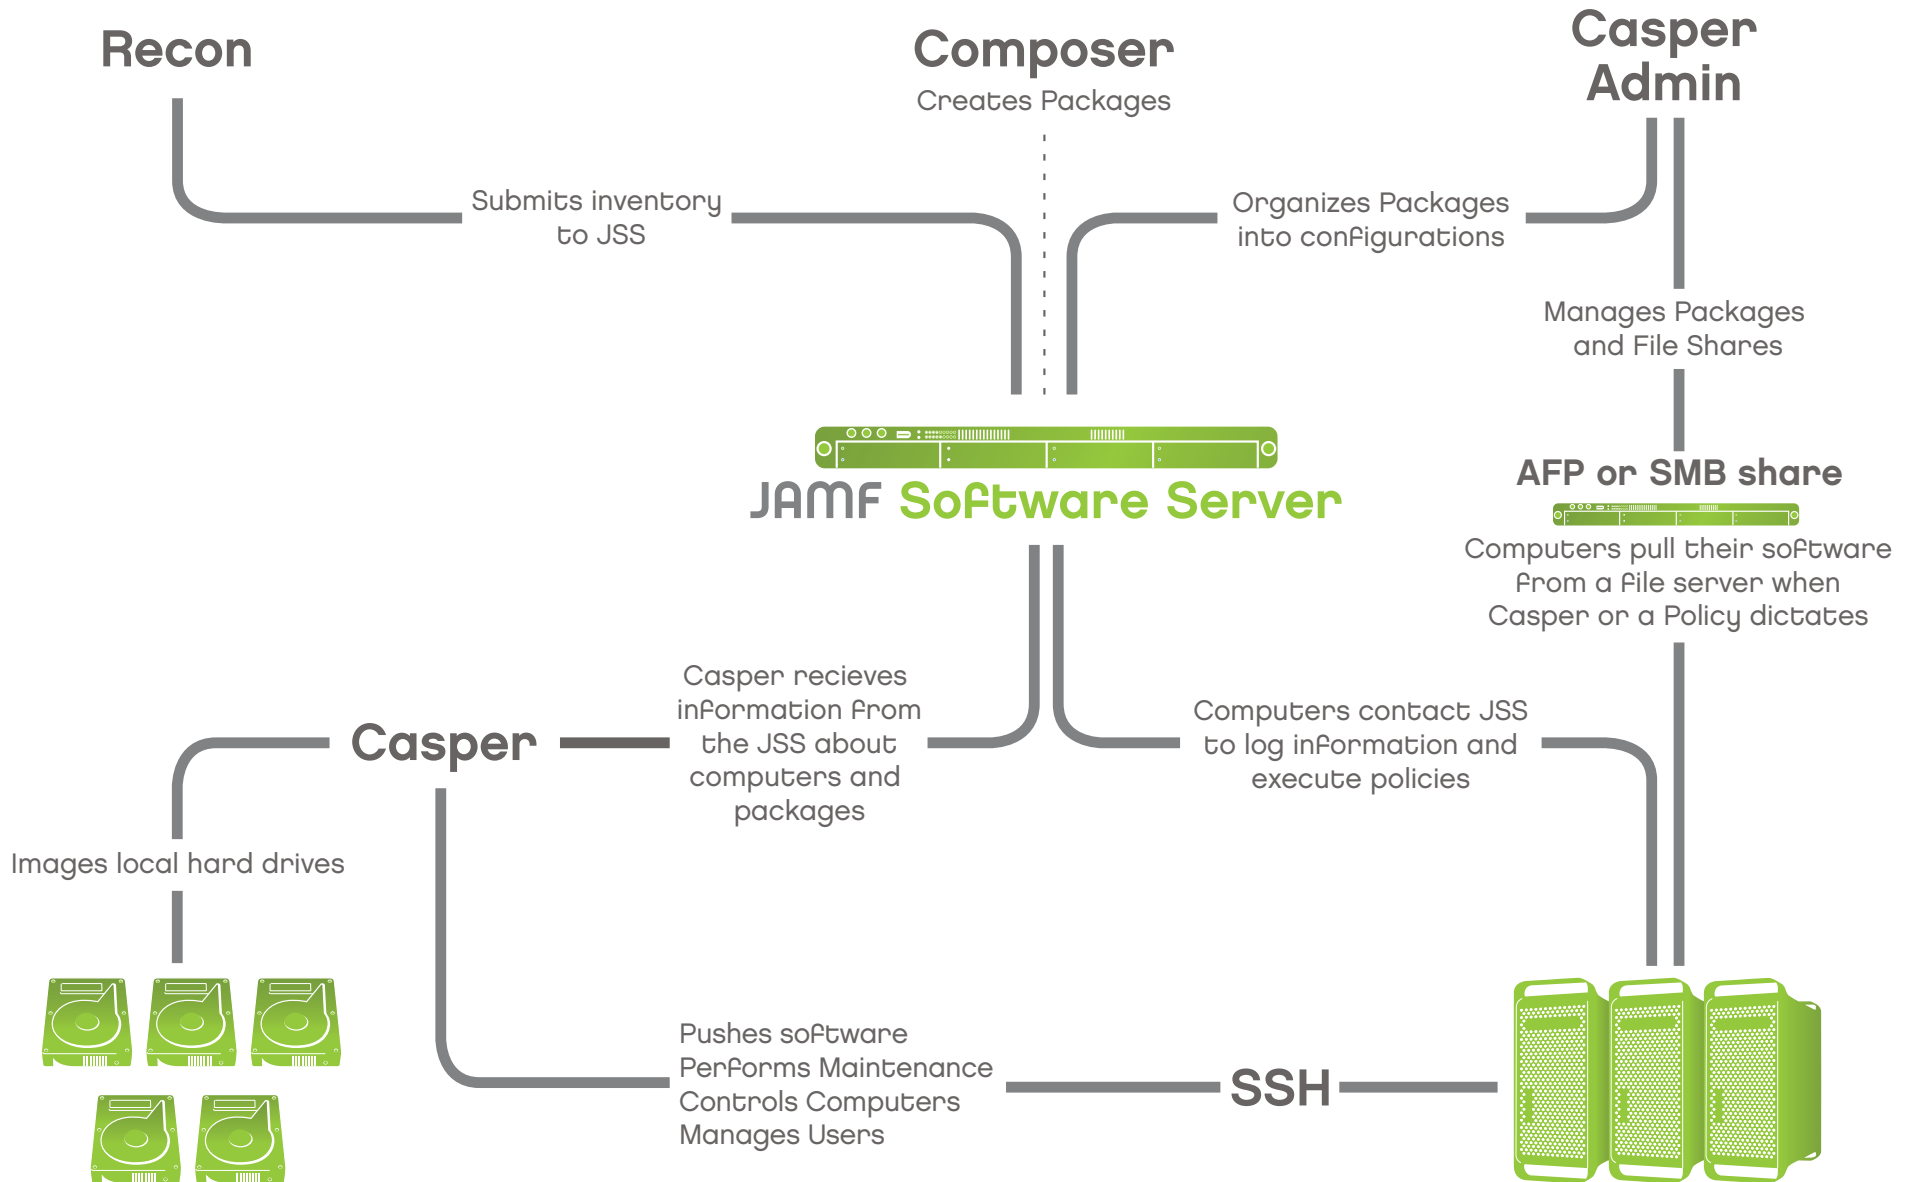 Recon
Composer
Creates Packages
Casper
Admin
Submits inventory
to JSS
Organizes Packages
into configurations
Manages Packages
and File Shares
JAMF Software Server
AFP or SMB share
Computers pull their software
from a file server when
Casper or a Policy dictates
Casper recieves
information from
the JSS about
computers and
packages
Casper
Computers contact JSS
to log information and
execute policies
Images local hard drives
Pushes software
Performs Maintenance
Controls Computers
Manages Users
SSH